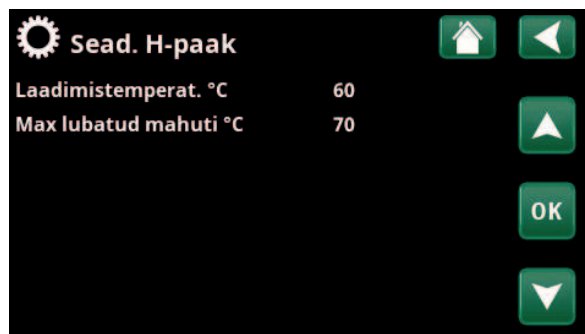 Sead. H-paak
Laadimistemperat. °C 60
Max lubatud mahuti °C 70
OK